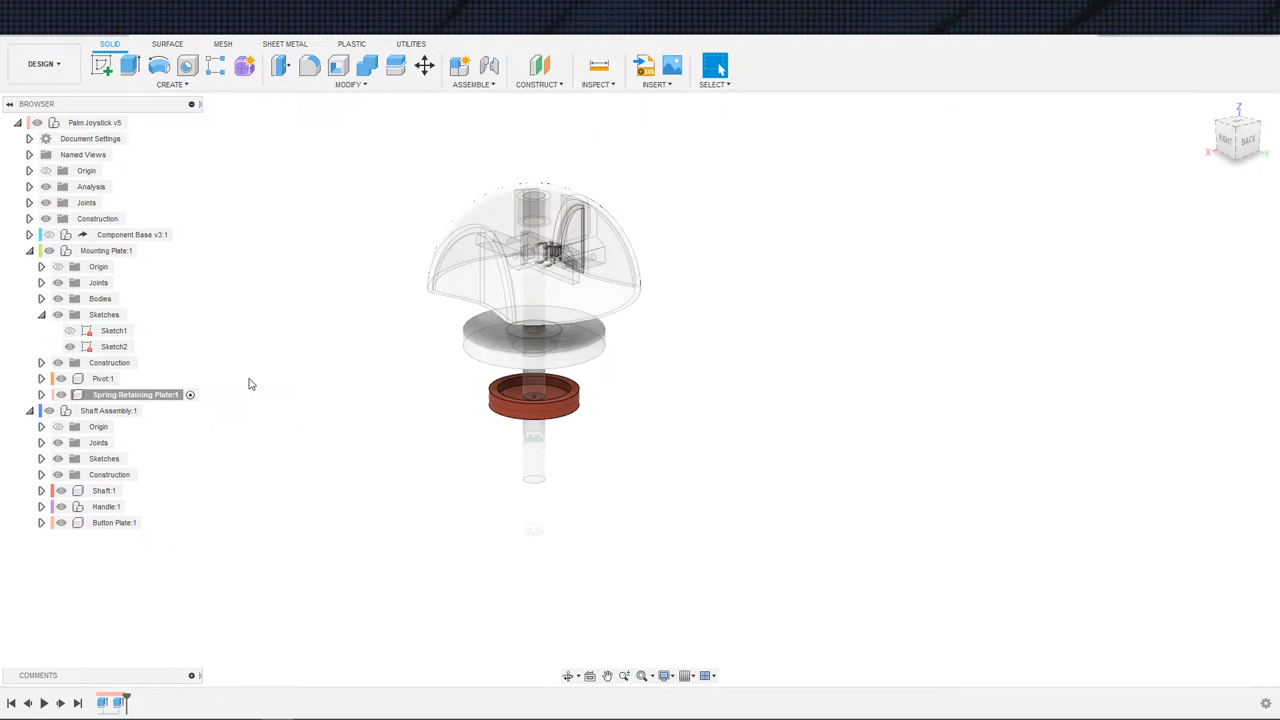 SOLID SURFACE MESH SHEET METAL PLASTIC UTILITIES
DESIGN
CREATE MODIFY ASSEMBLE CONSTRUCT INSPECT INSERT SELECT
BROWSER
Palm Joystick v5
Document Settings
Named Views
Origin
Analysis
Joints
Construction
Component Base v3:1
Mounting Plate:1
Origin
Joints
Bodies
Sketches
Sketch1
Sketch2
Construction
Pivot:1
Spring Retaining Plate:1
Shaft Assembly:1
Origin
Joints
Sketches
Construction
Shaft:1
Handle:1
Button Plate:1
COMMENTS
Z
RIGHT BACK
X Y